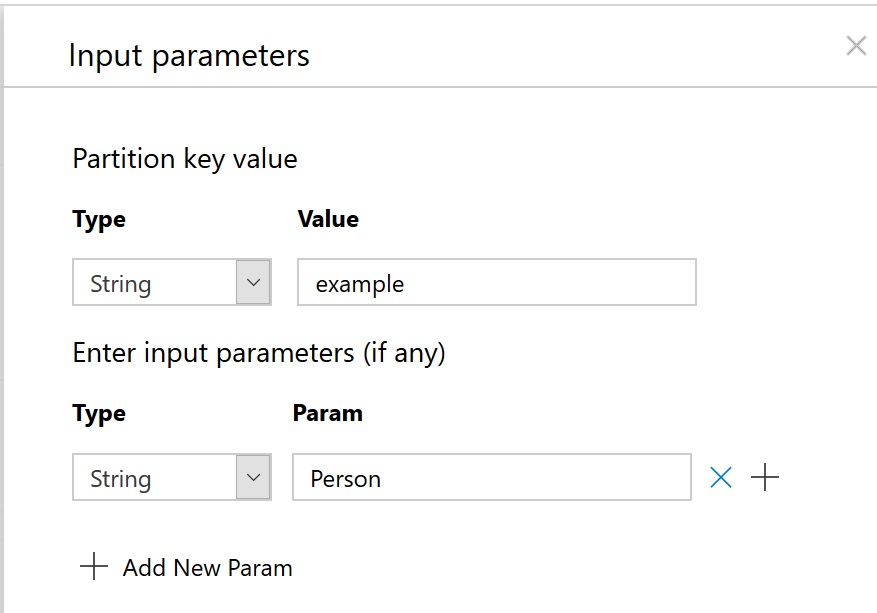 Input parameters
Partition key value
Type Value
String example
Enter input parameters (if any)
Type Param
String Person
Add New Param